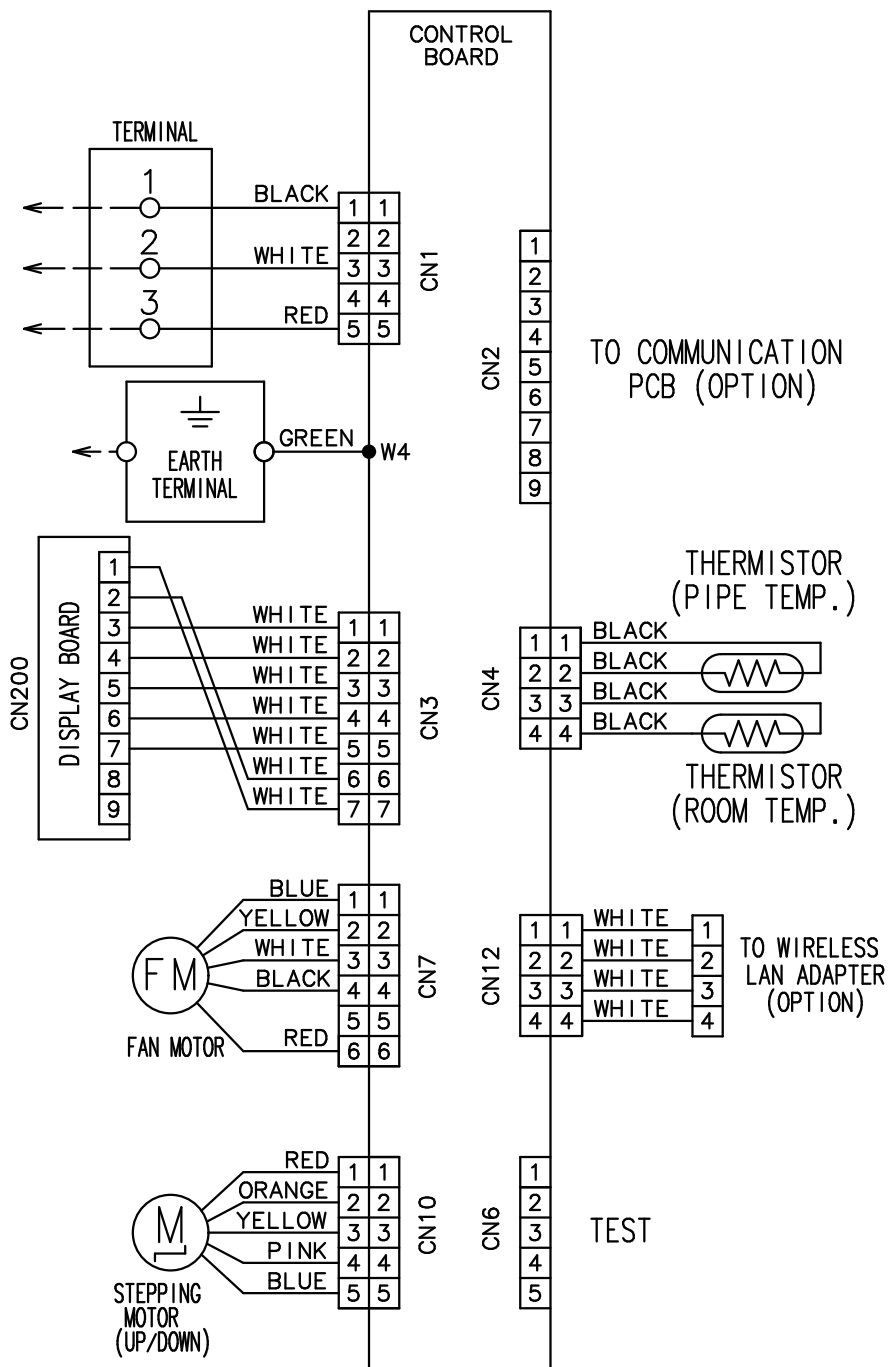 CONTROL
BOARD
TERMINAL
1
2
3
BLACK
WHITE
RED
1 1
2 2
3 3
4 4
5 5
CN1
EARTH
TERMINAL
GREEN
W4
CN200
DISPLAY BOARD
1
2
3
4
5
6
7
8
9
WHITE
WHITE
WHITE
WHITE
WHITE
WHITE
WHITE
1 1
2 2
3 3
4 4
5 5
6 6
7 7
CN3
FM
FAN MOTOR
BLUE
YELLOW
WHITE
BLACK
RED
1 1
2 2
3 3
4 4
5 5
6 6
CN7
M
STEPPING
MOTOR
(UP/DOWN)
RED
ORANGE
YELLOW
PINK
BLUE
1 1
2 2
3 3
4 4
5 5
CN10
CN2
1
2
3
4
5
6
7
8
9
TO COMMUNICATION
PCB (OPTION)
CN4
1 1
2 2
3 3
4 4
BLACK
BLACK
BLACK
BLACK
THERMISTOR
(PIPE TEMP.)
THERMISTOR
(ROOM TEMP.)
CN12
1 1
2 2
3 3
4 4
WHITE
WHITE
WHITE
WHITE
1
2
3
4
TO WIRELESS
LAN ADAPTER
(OPTION)
CN6
1
2
3
4
5
TEST